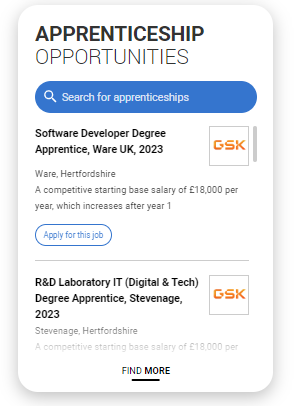 APPRENTICESHIP
OPPORTUNITIES
Search for apprenticeships
Software Developer Degree
Apprentice, Ware UK, 2023
GSK
Ware, Hertfordshire
A competitive starting base salary of £18,000 per
year, which increases after year 1
Apply for this job
R&D Laboratory IT (Digital & Tech)
Degree Apprentice, Stevenage,
2023
GSK
Stevenage, Hertfordshire
A competitive starting base salary of £18,000 per
FIND MORE